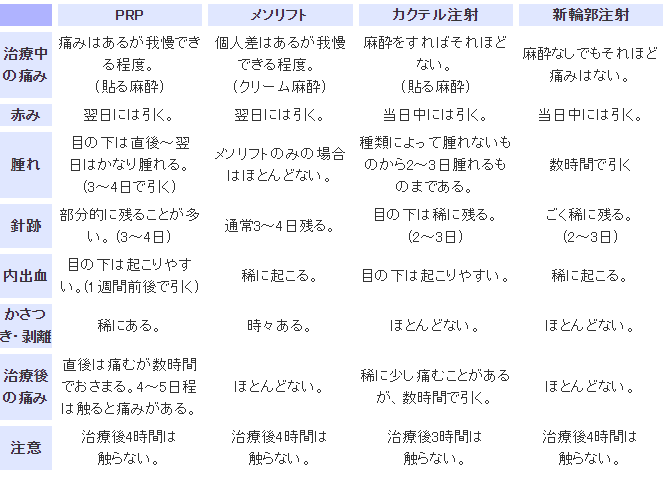 PRP メソリフト カクテル注射 新輪郭注射
治療中
の痛み
痛みはあるが我慢でき
る程度。
(貼る麻酔)
個人差はあるが我慢
できる程度。
(クリーム麻酔)
麻酔をすればそれほど
ない。
(貼る麻酔)
麻酔なしでもそれほど
痛みはない。
赤み 翌日には引く。 翌日には引く。 当日中には引く。 当日中には引く。
腫れ
目の下は直後～翌
日はかなり腫れる。
(3～4日で引く)
メソリフトのみの場合
はほとんどない。
種類によって腫れないも
のから2～3日腫れるも
のまである。
数時間で引く
針跡
部分的に残ることが多
い。(3～4日)
通常3～4日残る。
目の下は稀に残る。
(2～3日)
ごく稀に残る。
(2～3日)
内出血
目の下は起こりやす
い。(1週間前後で引く)
稀に起こる。
目の下は起こりやすい。
稀に起こる。
かさつ
き・剥離
稀にある。
時々ある。
ほとんどない。
ほとんどない。
治療後
の痛み
直後は痛むが数時間
でおさまる。4～5日程
は触ると痛みがある。
ほとんどない。
稀に少し痛むことがある
が、数時間で引く。
ほとんどない。
注意
治療後4時間は
触らない。
治療後4時間は
触らない。
治療後3時間は
触らない。
治療後4時間は
触らない。